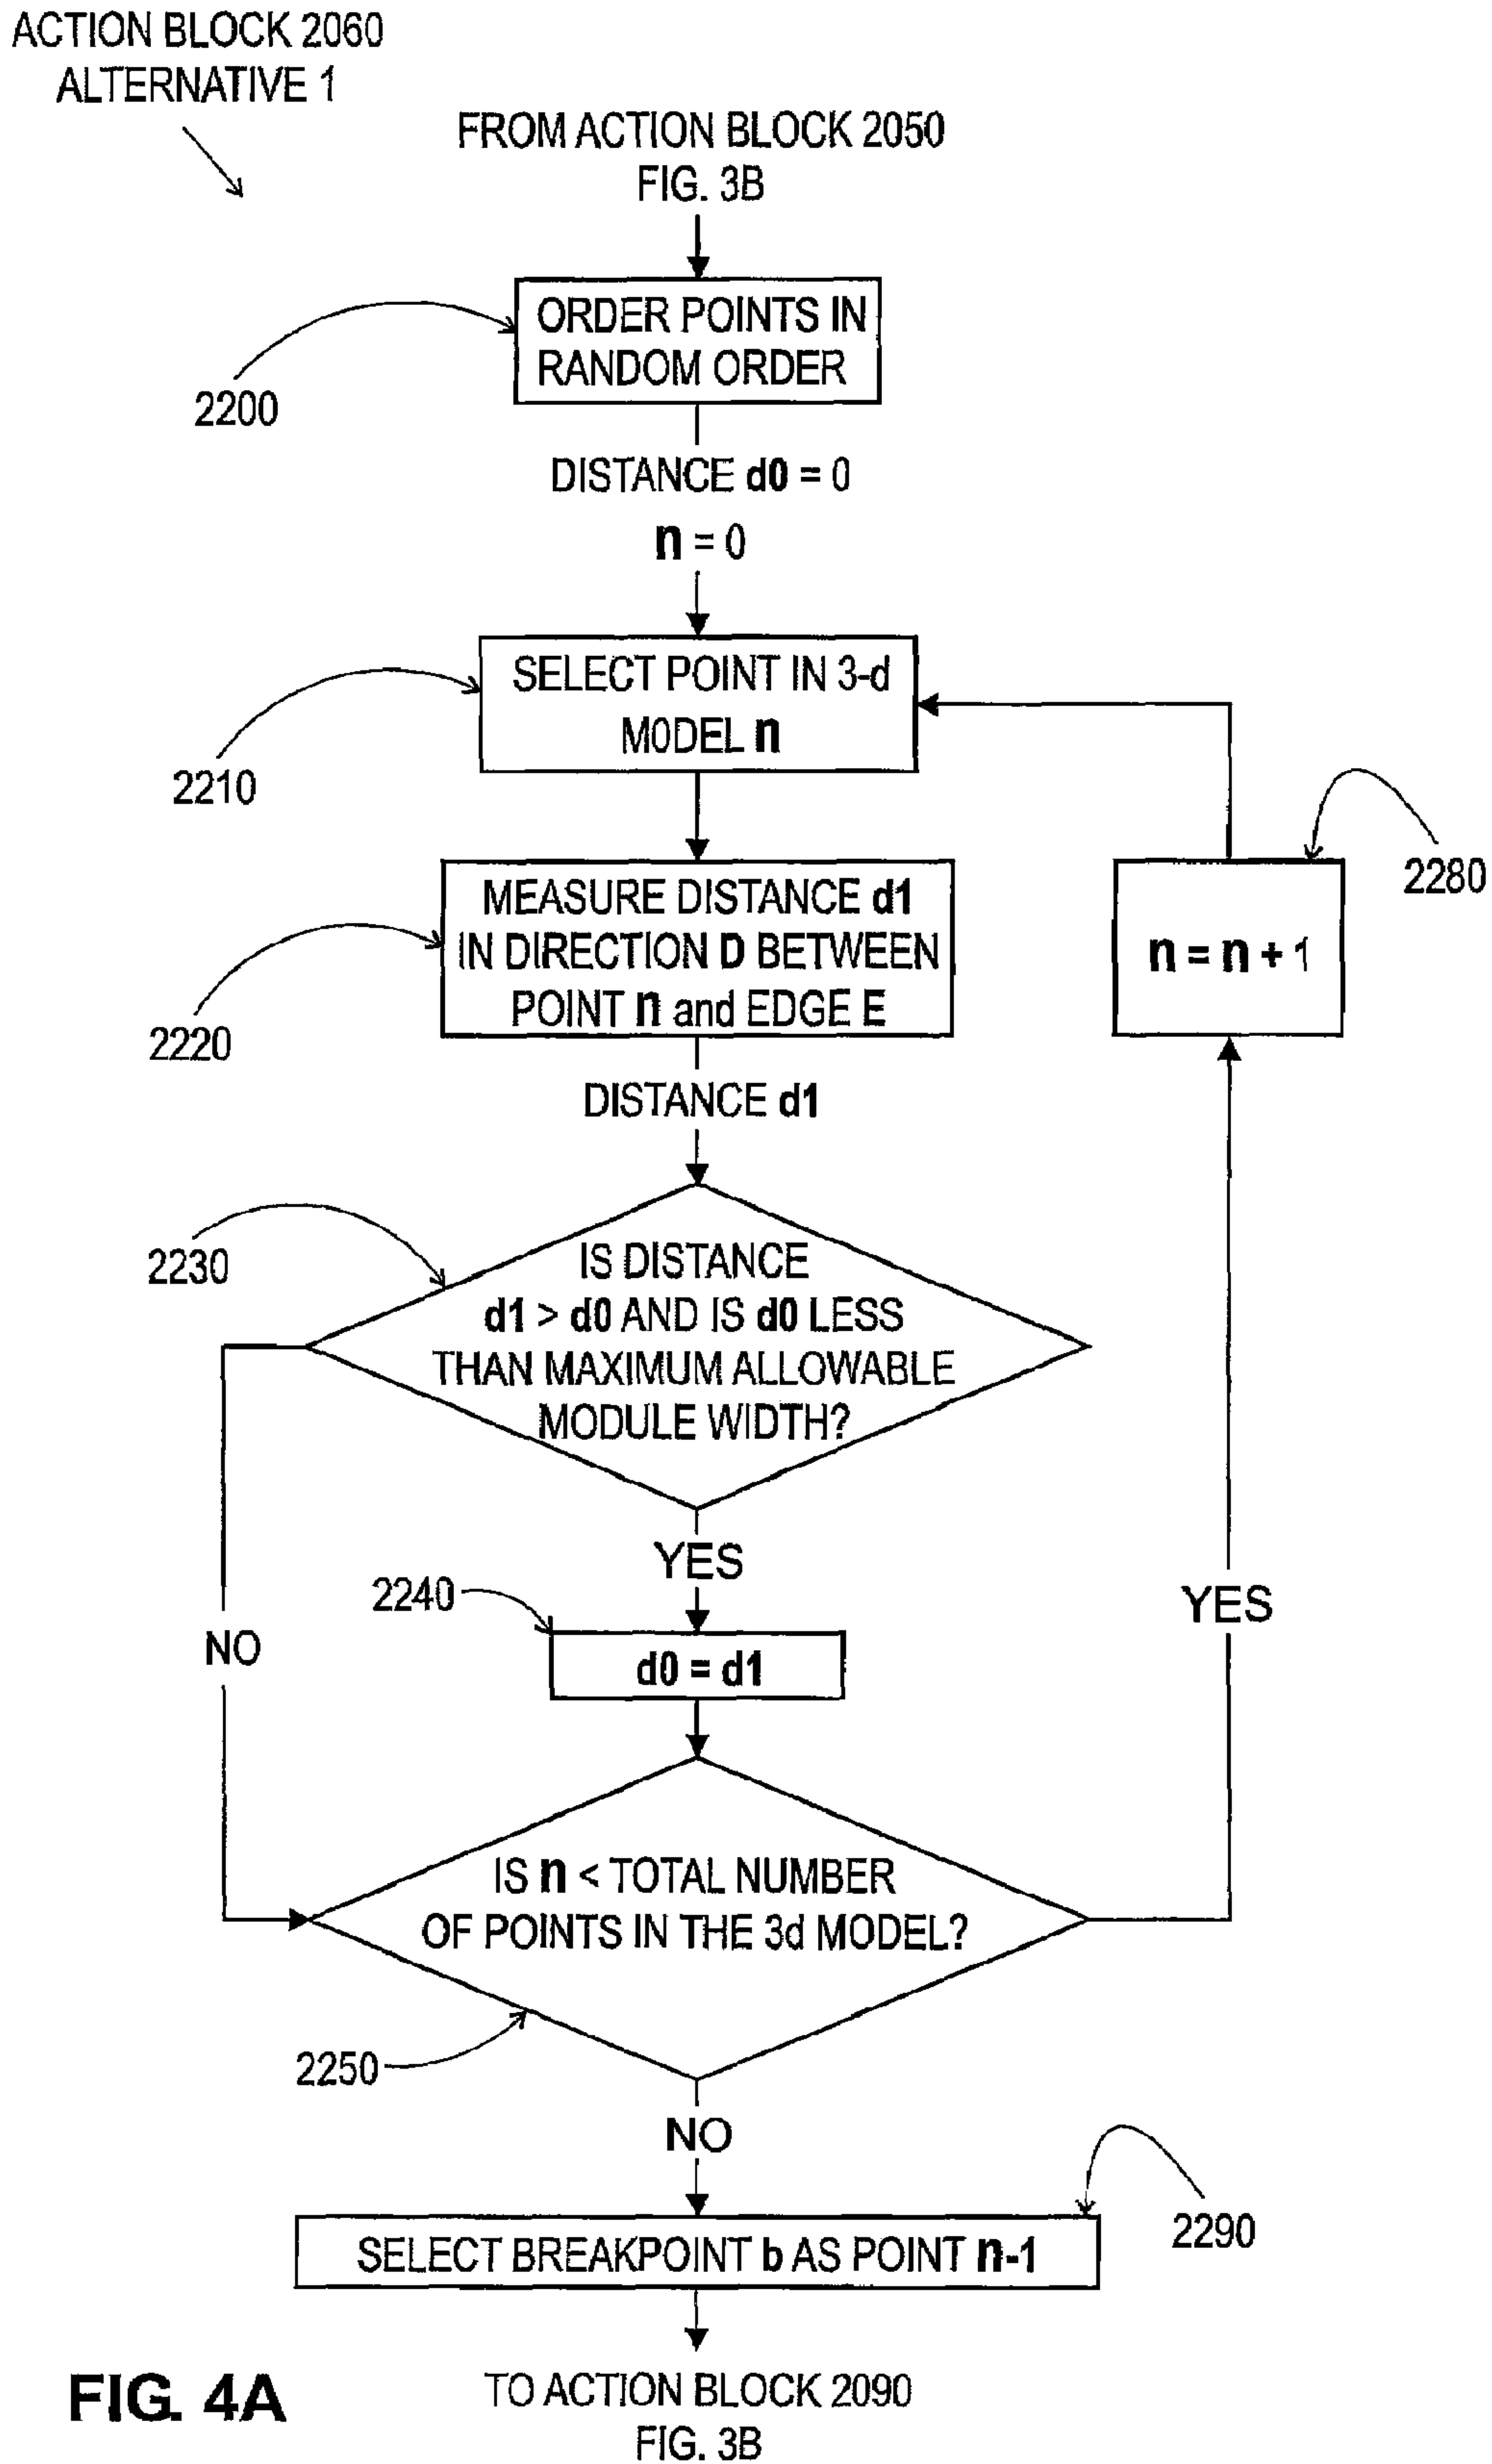 ACTION BLOCK 2060
ALTERNATIVE 1
FROM ACTION BLOCK 2050
FIG. 3B
ORDER POINTS IN
RANDOM ORDER
2200
DISTANCE d0 = 0
n = 0
SELECT POINT IN 3-d
MODEL n
2210
MEASURE DISTANCE d1
IN DIRECTION D BETWEEN
POINT n and EDGE E
2220
n = n + 1
2280
DISTANCE d1
2230
IS DISTANCE
d1 > d0 AND IS d0 LESS
THAN MAXIMUM ALLOWABLE
MODULE WIDTH?
YES
2240
YES
NO
d0 = d1
IS n < TOTAL NUMBER
OF POINTS IN THE 3d MODEL?
2250
NO
2290
SELECT BREAKPOINT b AS POINT n-1
FIG. 4A
TO ACTION BLOCK 2090
FIG. 3B